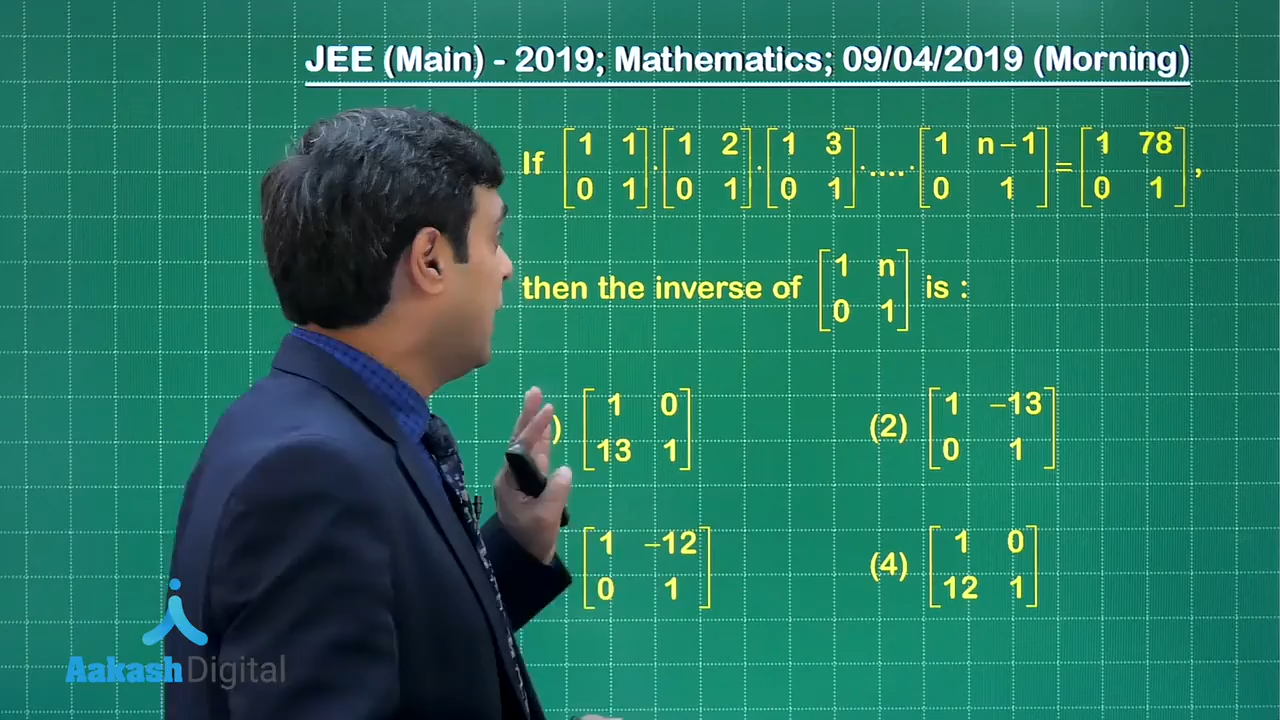 JEE (Main) - 2019; Mathematics; 09/04/2019 (Morning)
If [1 1; 0 1]·[1 2; 0 1]·[1 3; 0 1]·.....·[1 n−1; 0 1] = [1 78; 0 1],
then the inverse of [1 n; 0 1] is :
) [1 0; 13 1] (2) [1 −13; 0 1]
[1 −12; 0 1] (4) [1 0; 12 1]
Aakash Digital